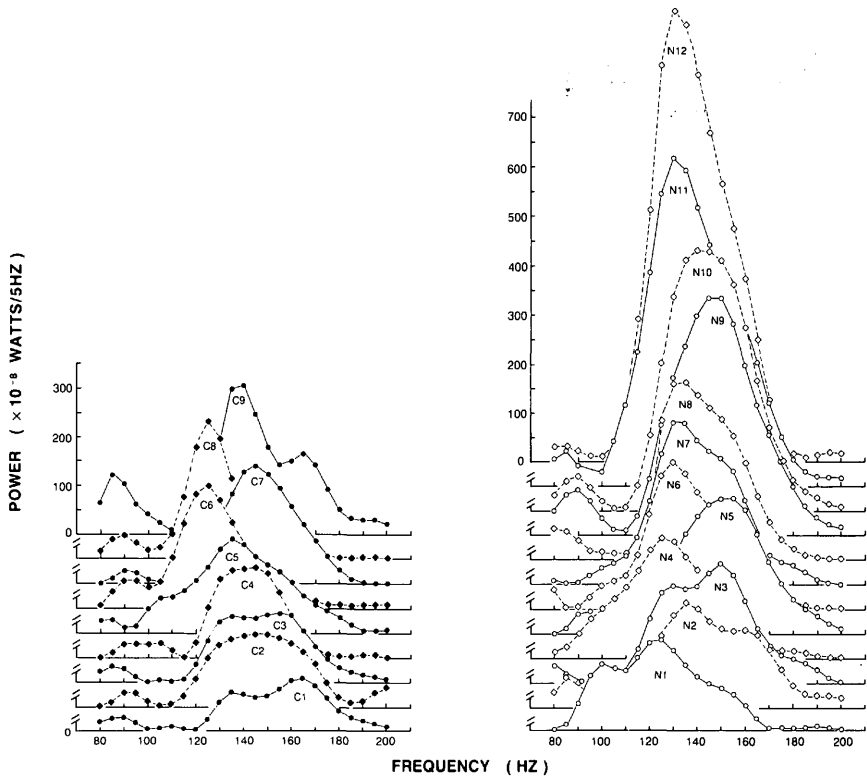 POWER ( × 10⁻⁸ WATTS/5HZ)
300
200
100
0
0
C9
C8
C7
C6
C5
C4
C3
C2
C1
80 100 120 140 160 180 200
700
600
500
400
300
200
100
0
0
N12
N11
N10
N9
N8
N7
N6
N5
N4
N3
N2
N1
80 100 120 140 160 180 200
FREQUENCY ( HZ)